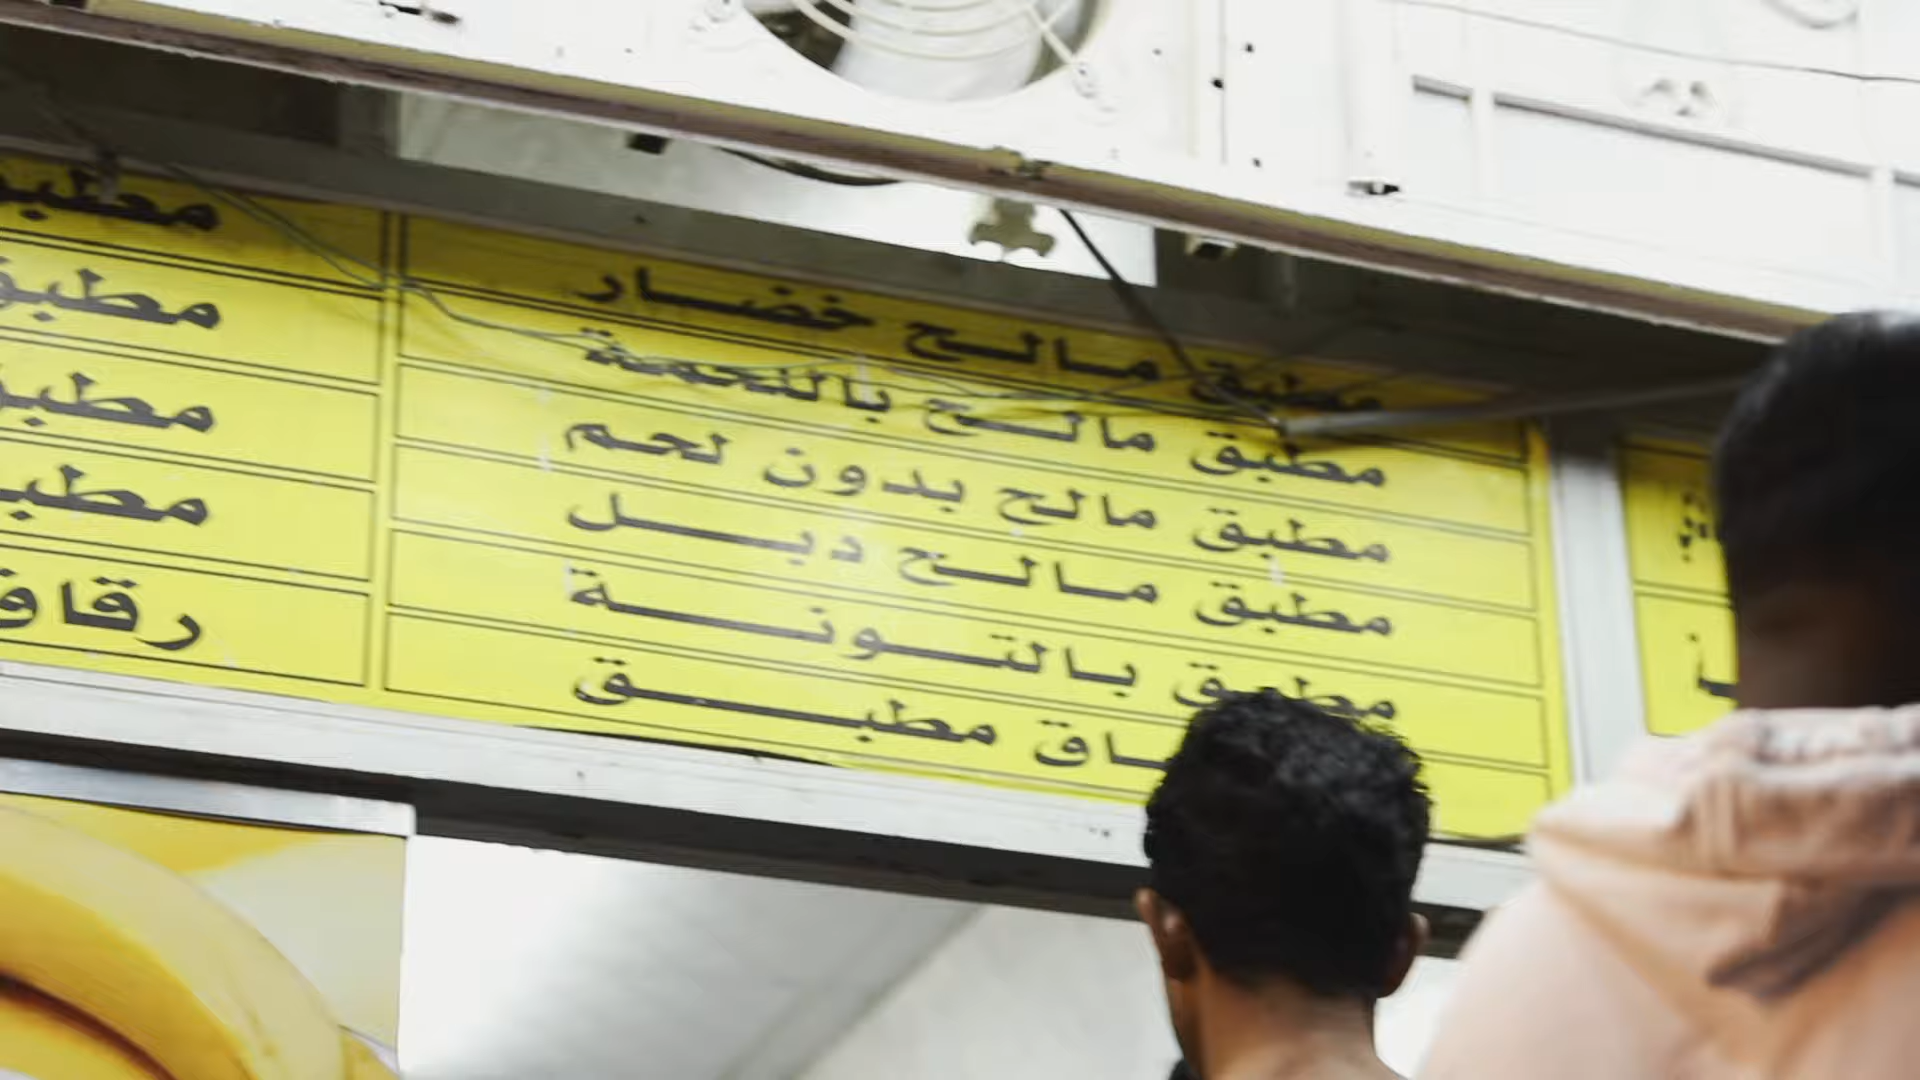 مطبق مالح خضار
مطبق مالح باللحمة
مطبق مالح بدون لحم
مطبق مالح دبل
مطبق بالتونة
مطبق
مطبق
مطبق
مطبق
رقاق